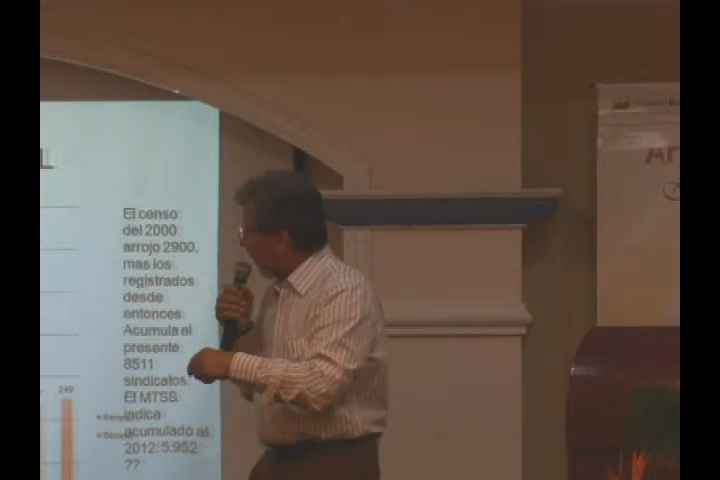 L
El censo
del 2000
arrojo 2900,
mas los
registrados
desde
entonces.
Acumula al
presente
8511
sindicatos.
El MTSS
indica
acumulado al
2012: 5.952
??
249